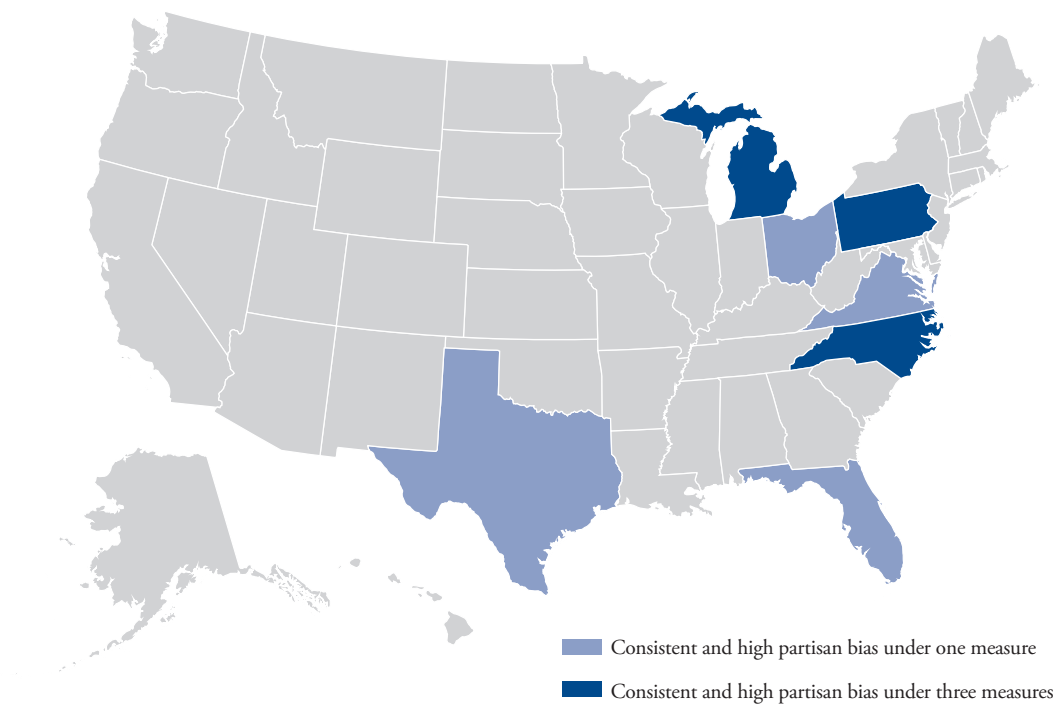 Consistent and high partisan bias under one measure
Consistent and high partisan bias under three measures